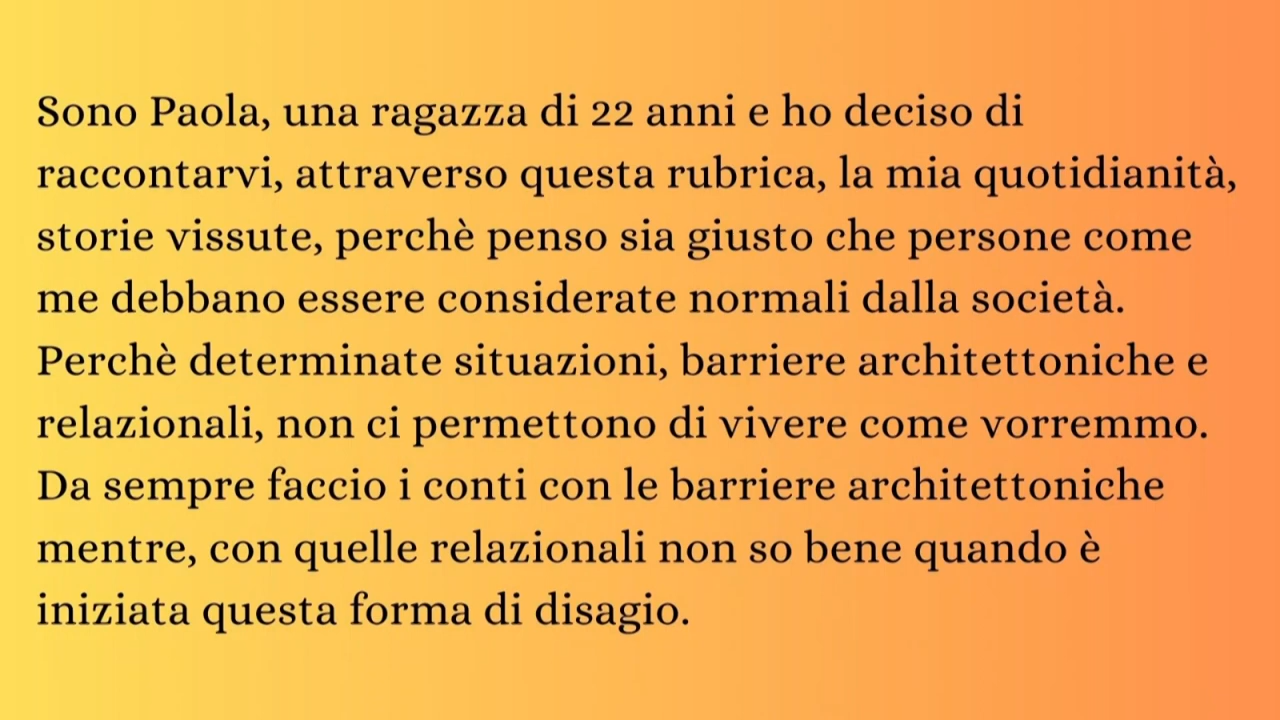 Sono Paola, una ragazza di 22 anni e ho deciso di
raccontarvi, attraverso questa rubrica, la mia quotidianità,
storie vissute, perchè penso sia giusto che persone come
me debbano essere considerate normali dalla società.
Perchè determinate situazioni, barriere architettoniche e
relazionali, non ci permettono di vivere come vorremmo.
Da sempre faccio i conti con le barriere architettoniche
mentre, con quelle relazionali non so bene quando è
iniziata questa forma di disagio.